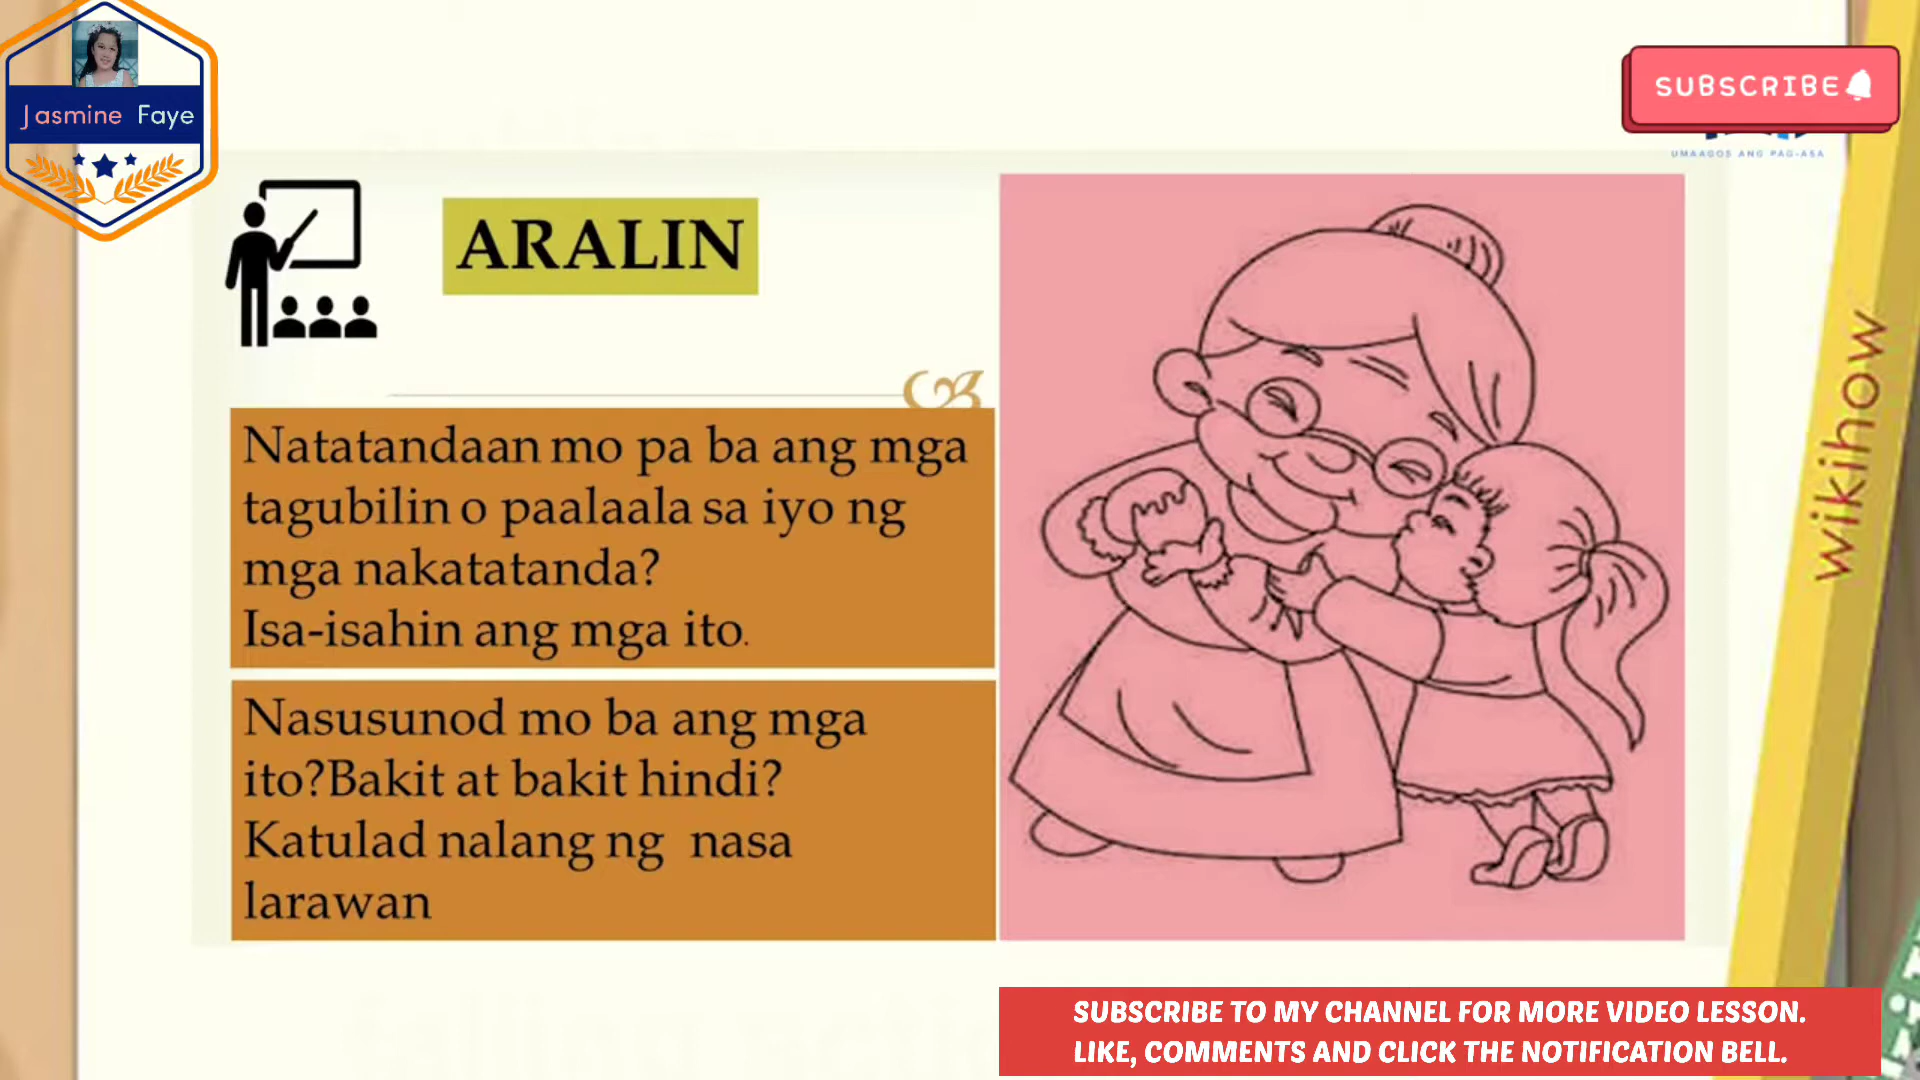 Jasmine Faye
SUBSCRIBE
UMAAGOS ANG PAG-ASA
ARALIN
Natatandaan mo pa ba ang mga
tagubilin o paalaala sa iyo ng
mga nakatatanda?
Isa-isahin ang mga ito.
Nasusunod mo ba ang mga
ito?Bakit at bakit hindi?
Katulad nalang ng nasa
larawan
wikihow
SUBSCRIBE TO MY CHANNEL FOR MORE VIDEO LESSON.
LIKE, COMMENTS AND CLICK THE NOTIFICATION BELL.